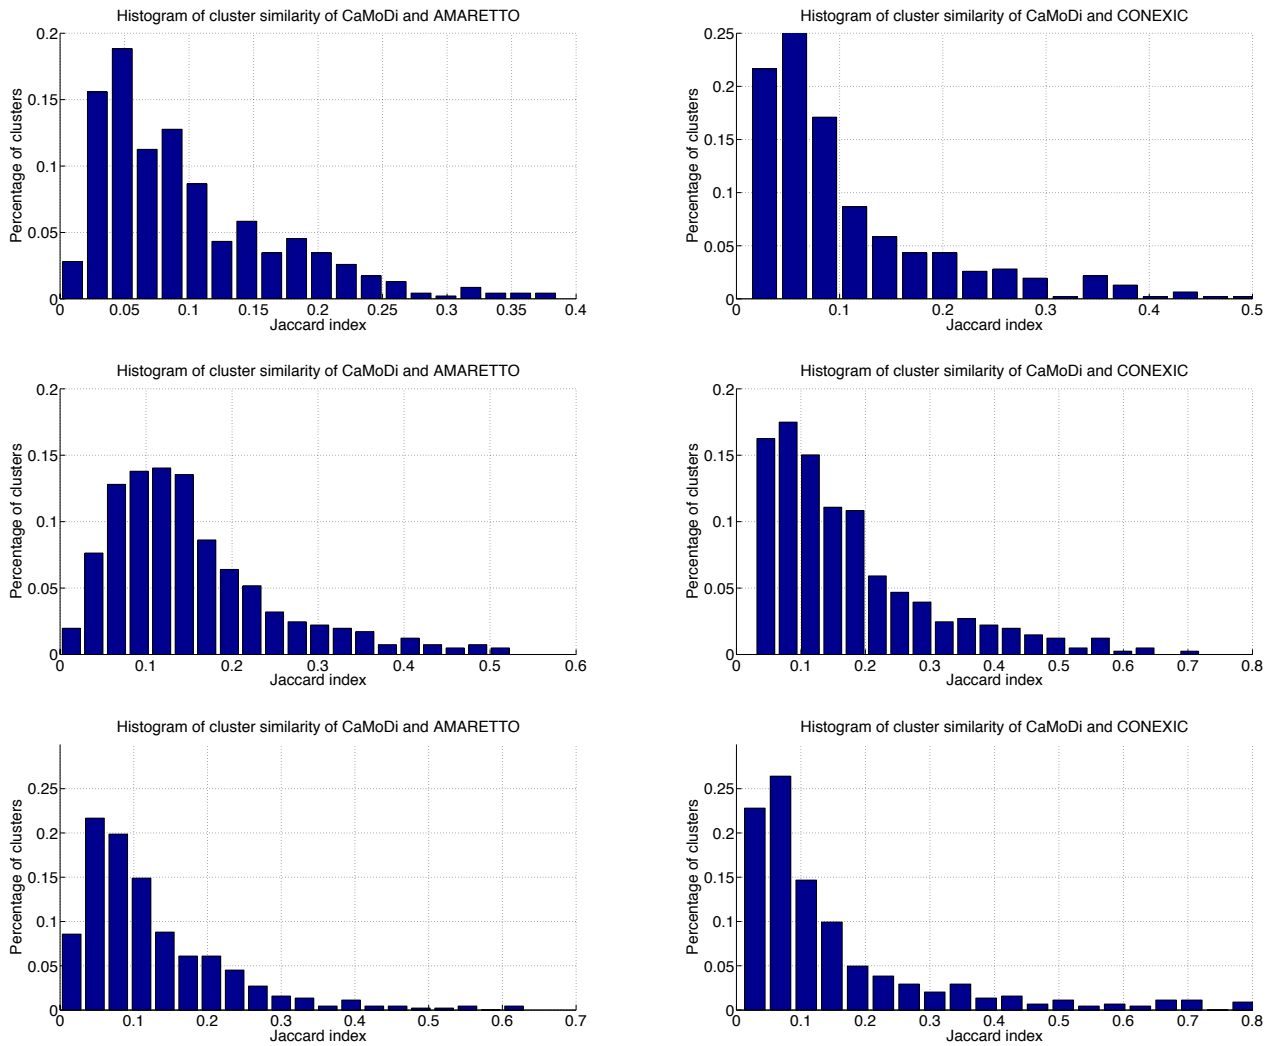 Histogram of cluster similarity of CaMoDi and AMARETTO
Percentage of clusters
0.2
0.15
0.1
0.05
0
0 0.05 0.1 0.15 0.2 0.25 0.3 0.35 0.4
Jaccard index
Histogram of cluster similarity of CaMoDi and CONEXIC
Percentage of clusters
0.25
0.2
0.15
0.1
0.05
0
0 0.1 0.2 0.3 0.4 0.5
Jaccard index
Histogram of cluster similarity of CaMoDi and AMARETTO
Percentage of clusters
0.2
0.15
0.1
0.05
0
0 0.1 0.2 0.3 0.4 0.5 0.6
Jaccard index
Histogram of cluster similarity of CaMoDi and CONEXIC
Percentage of clusters
0.2
0.15
0.1
0.05
0
0 0.1 0.2 0.3 0.4 0.5 0.6 0.7 0.8
Jaccard index
Histogram of cluster similarity of CaMoDi and AMARETTO
Percentage of clusters
0.25
0.2
0.15
0.1
0.05
0
0 0.1 0.2 0.3 0.4 0.5 0.6 0.7
Jaccard index
Histogram of cluster similarity of CaMoDi and CONEXIC
Percentage of clusters
0.25
0.2
0.15
0.1
0.05
0
0 0.1 0.2 0.3 0.4 0.5 0.6 0.7 0.8
Jaccard index